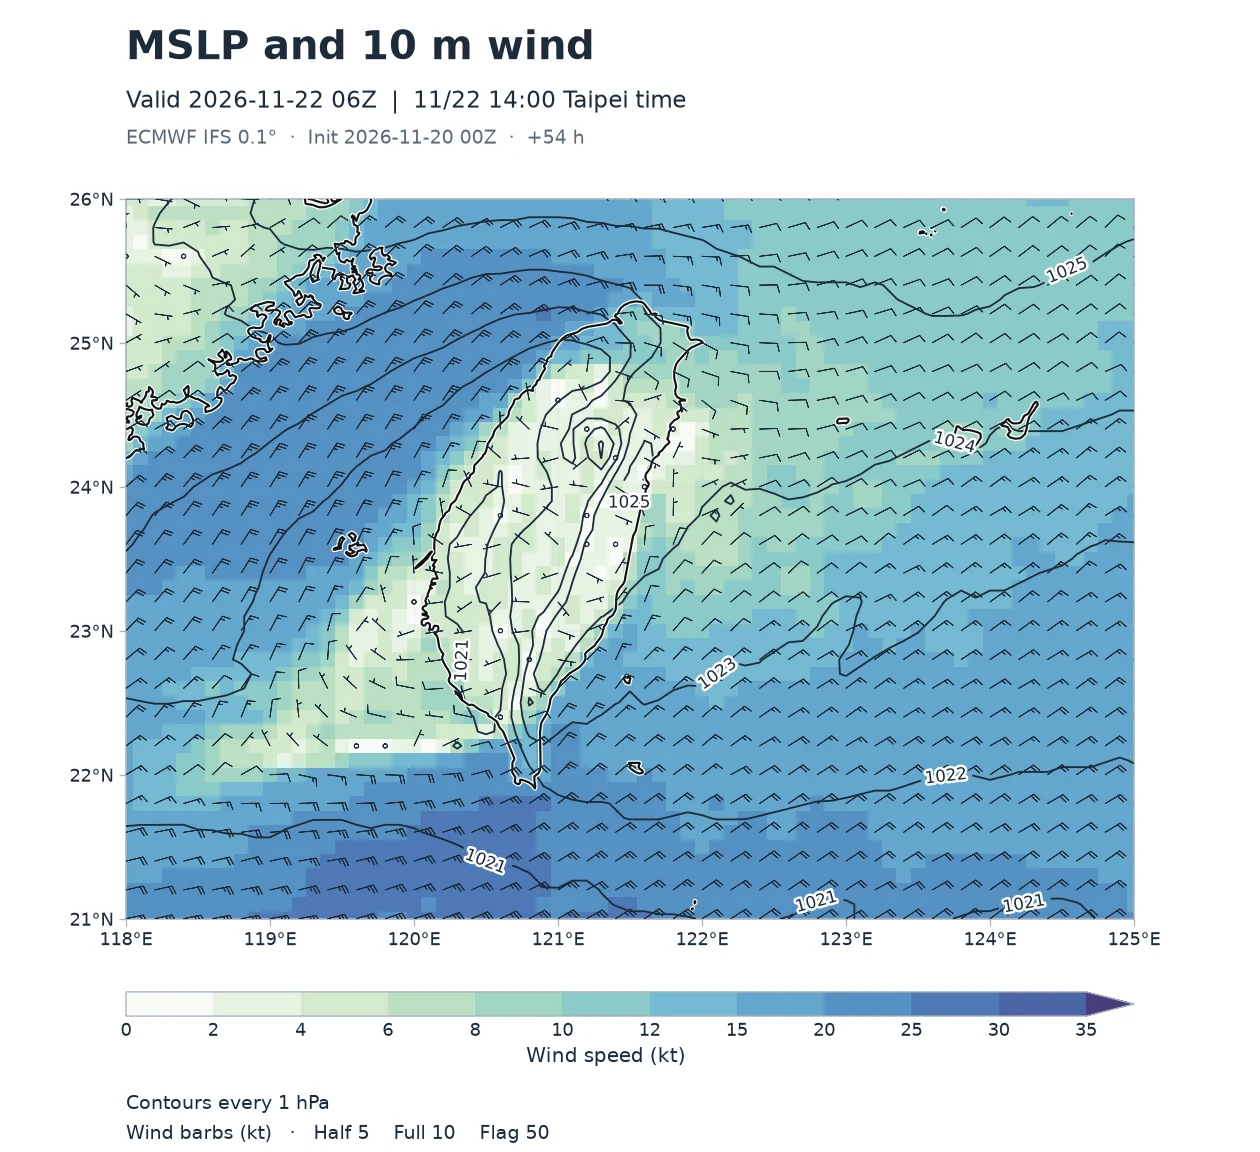 MSLP and 10 m wind
Valid 2026-11-22 06Z | 11/22 14:00 Taipei time
ECMWF IFS 0.1° · Init 2026-11-20 00Z · +54 h
26°N
25°N
24°N
23°N
22°N
21°N
1025
1024
1025
1023
1021
1022
1021
1021
1021
118°E 119°E 120°E 121°E 122°E 123°E 124°E 125°E
0 2 4 6 8 10 12 15 20 25 30 35
Wind speed (kt)
Contours every 1 hPa
Wind barbs (kt) · Half 5 Full 10 Flag 50